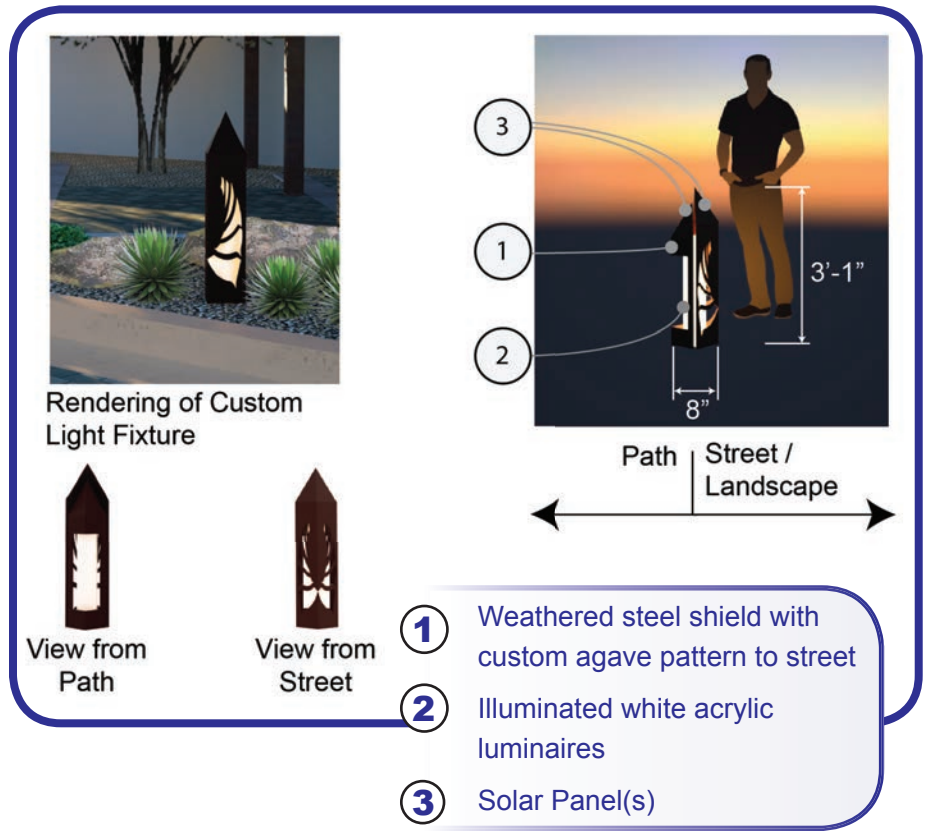 Rendering of Custom
Light Fixture
View from
Path
View from
Street
3
1
2
3’-1”
8”
Path
Street /
Landscape
1 Weathered steel shield with
custom agave pattern to street
2 Illuminated white acrylic
luminaires
3 Solar Panel(s)